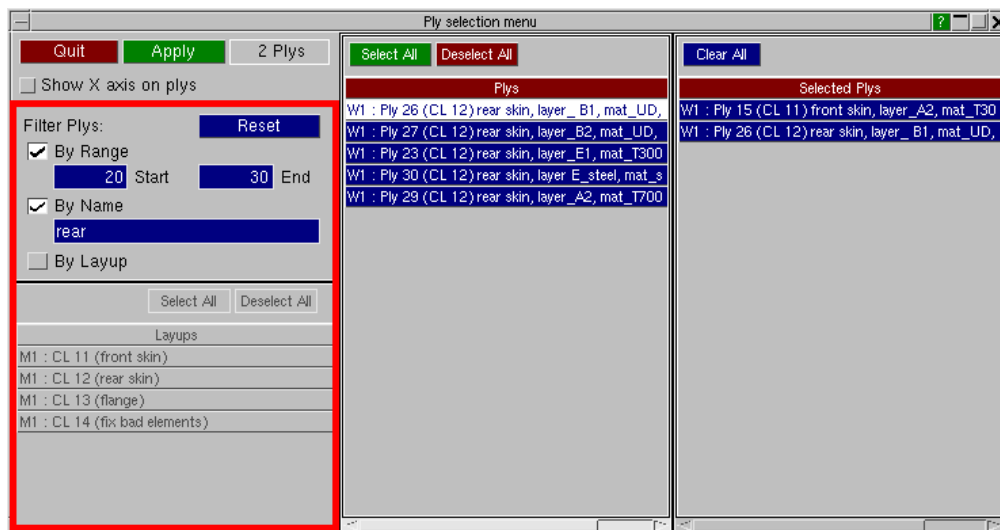 Ply selection menu
?
X
Quit
Apply
2 Plys
Show X axis on plys
Filter Plys:
Reset
By Range
20 Start
30 End
By Name
rear
By Layup
Select All
Deselect All
Layups
M1 : CL 11 (front skin)
M1 : CL 12 (rear skin)
M1 : CL 13 (flange)
M1 : CL 14 (fix bad elements)
Select All
Deselect All
Plys
W1 : Ply 26 (CL 12) rear skin, layer_ B1, mat_UD,
W1 : Ply 27 (CL 12) rear skin, layer_B2, mat_UD,
W1 : Ply 23 (CL 12) rear skin, layer_E1, mat_T300
W1 : Ply 30 (CL 12) rear skin, layer E_steel, mat_s
W1 : Ply 29 (CL 12) rear skin, layer_A2, mat_T700
Clear All
Selected Plys
W1 : Ply 15 (CL 11) front skin, layer_A2, mat_T30
W1 : Ply 26 (CL 12) rear skin, layer_ B1, mat_UD,